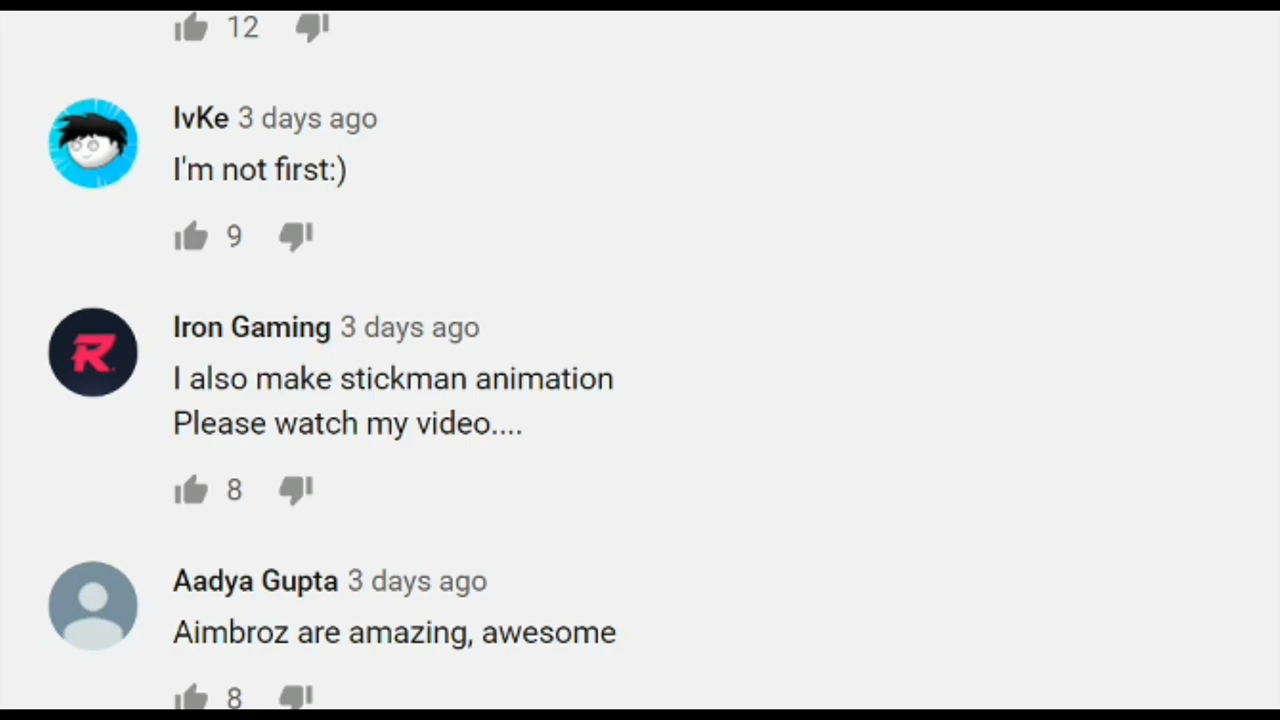 12
IvKe 3 days ago
I'm not first:)
9
R
Iron Gaming 3 days ago
I also make stickman animation
Please watch my video....
8
Aadya Gupta 3 days ago
Aimbroz are amazing, awesome
8